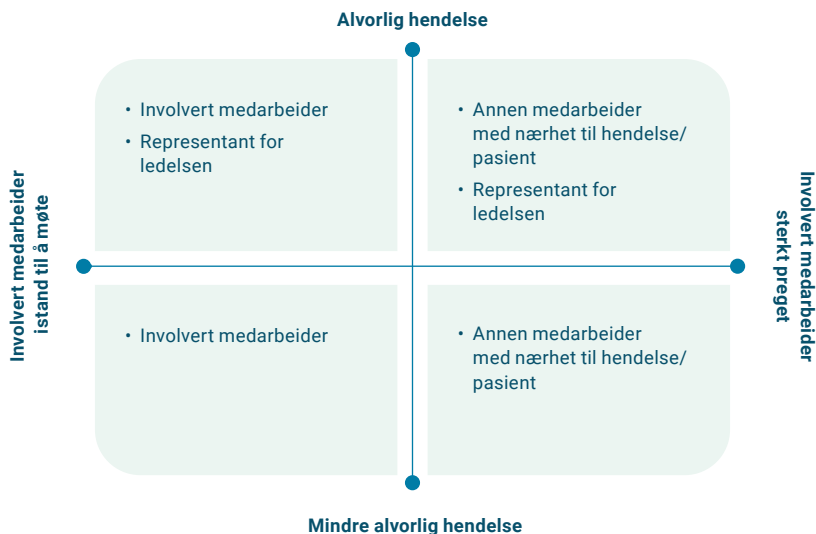 Alvorlig hendelse
• Involvert medarbeider
• Representant for
ledelsen
• Annen medarbeider
med nærhet til hendelse/
pasient
• Representant for
ledelsen
Involvert medarbeider
istand til å møte
Involvert medarbeider
sterkt preget
• Involvert medarbeider
• Annen medarbeider
med nærhet til hendelse/
pasient
Mindre alvorlig hendelse